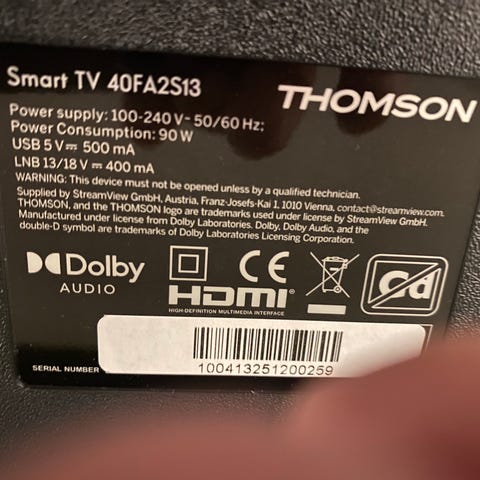 Smart TV 40FA2S13
THOMSON
Power supply: 100-240 V~ 50/60 Hz;
Power Consumption: 90 W
USB 5 V⎓ 500 mA
LNB 13/18 V⎓ 400 mA
WARNING: This device must not be opened unless by a qualified technician.
Supplied by StreamView GmbH, Austria, Franz-Josefs-Kai 1, 1010 Vienna, contact@streamview.com.
THOMSON, and the THOMSON logo are trademarks used under license by StreamView GmbH.
Manufactured under license from Dolby Laboratories. Dolby, Dolby Audio, and the
double-D symbol are trademarks of Dolby Laboratories Licensing Corporation.
Dolby
AUDIO
CE
HDMI®
HIGH-DEFINITION MULTIMEDIA INTERFACE
Cd
SERIAL NUMBER
100413251200259